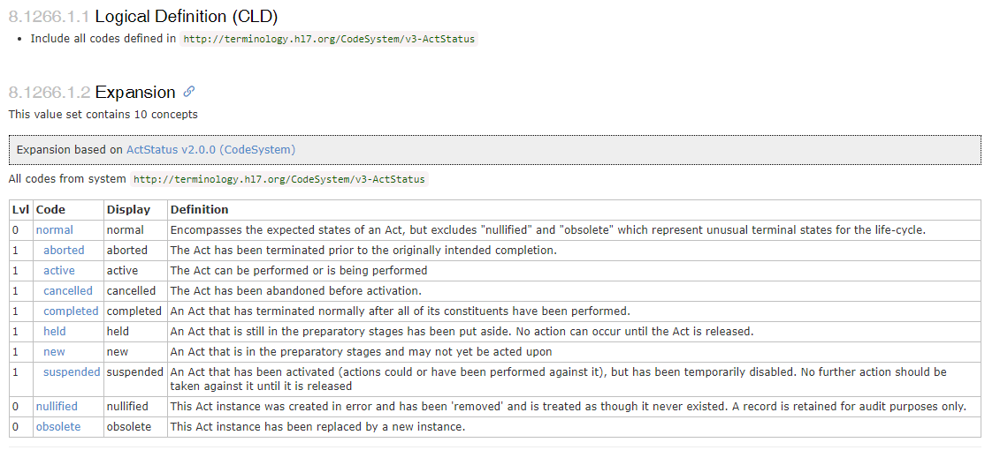 8.1266.1.1 Logical Definition (CLD)
• Include all codes defined in http://terminology.hl7.org/CodeSystem/v3-ActStatus
8.1266.1.2 Expansion
This value set contains 10 concepts
Expansion based on ActStatus v2.0.0 (CodeSystem)
All codes from system http://terminology.hl7.org/CodeSystem/v3-ActStatus
Lvl Code Display Definition
0 normal normal Encompasses the expected states of an Act, but excludes "nullified" and "obsolete" which represent unusual terminal states for the life-cycle.
1 aborted aborted The Act has been terminated prior to the originally intended completion.
1 active active The Act can be performed or is being performed
1 cancelled cancelled The Act has been abandoned before activation.
1 completed completed An Act that has terminated normally after all of its constituents have been performed.
1 held held An Act that is still in the preparatory stages has been put aside. No action can occur until the Act is released.
1 new new An Act that is in the preparatory stages and may not yet be acted upon
1 suspended suspended An Act that has been activated (actions could or have been performed against it), but has been temporarily disabled. No further action should be
taken against it until it is released
0 nullified nullified This Act instance was created in error and has been 'removed' and is treated as though it never existed. A record is retained for audit purposes only.
0 obsolete obsolete This Act instance has been replaced by a new instance.